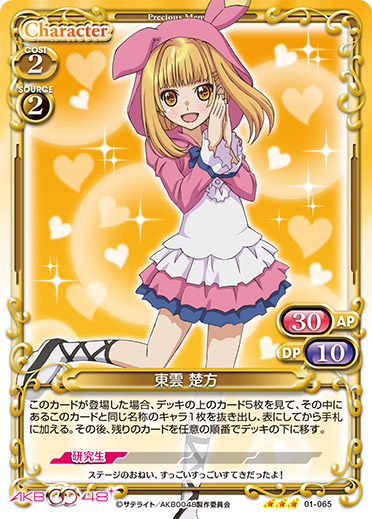 Precious Mem
Character
COST
2
SOURCE
2
30 AP
DP 10
東雲 楚方
このカードが登場した場合、デッキの上のカード5枚を見て、その中に
あるこのカードと同じ名称のキャラ1枚を抜き出し、表にしてから手札
に加える。その後、残りのカードを任意の順番でデッキの下に移す。
研究生
ステージのおねい、すっごいすっごいすてきだったよ!
AKB0048
©サテライト/AKB0048製作委員会
01-065